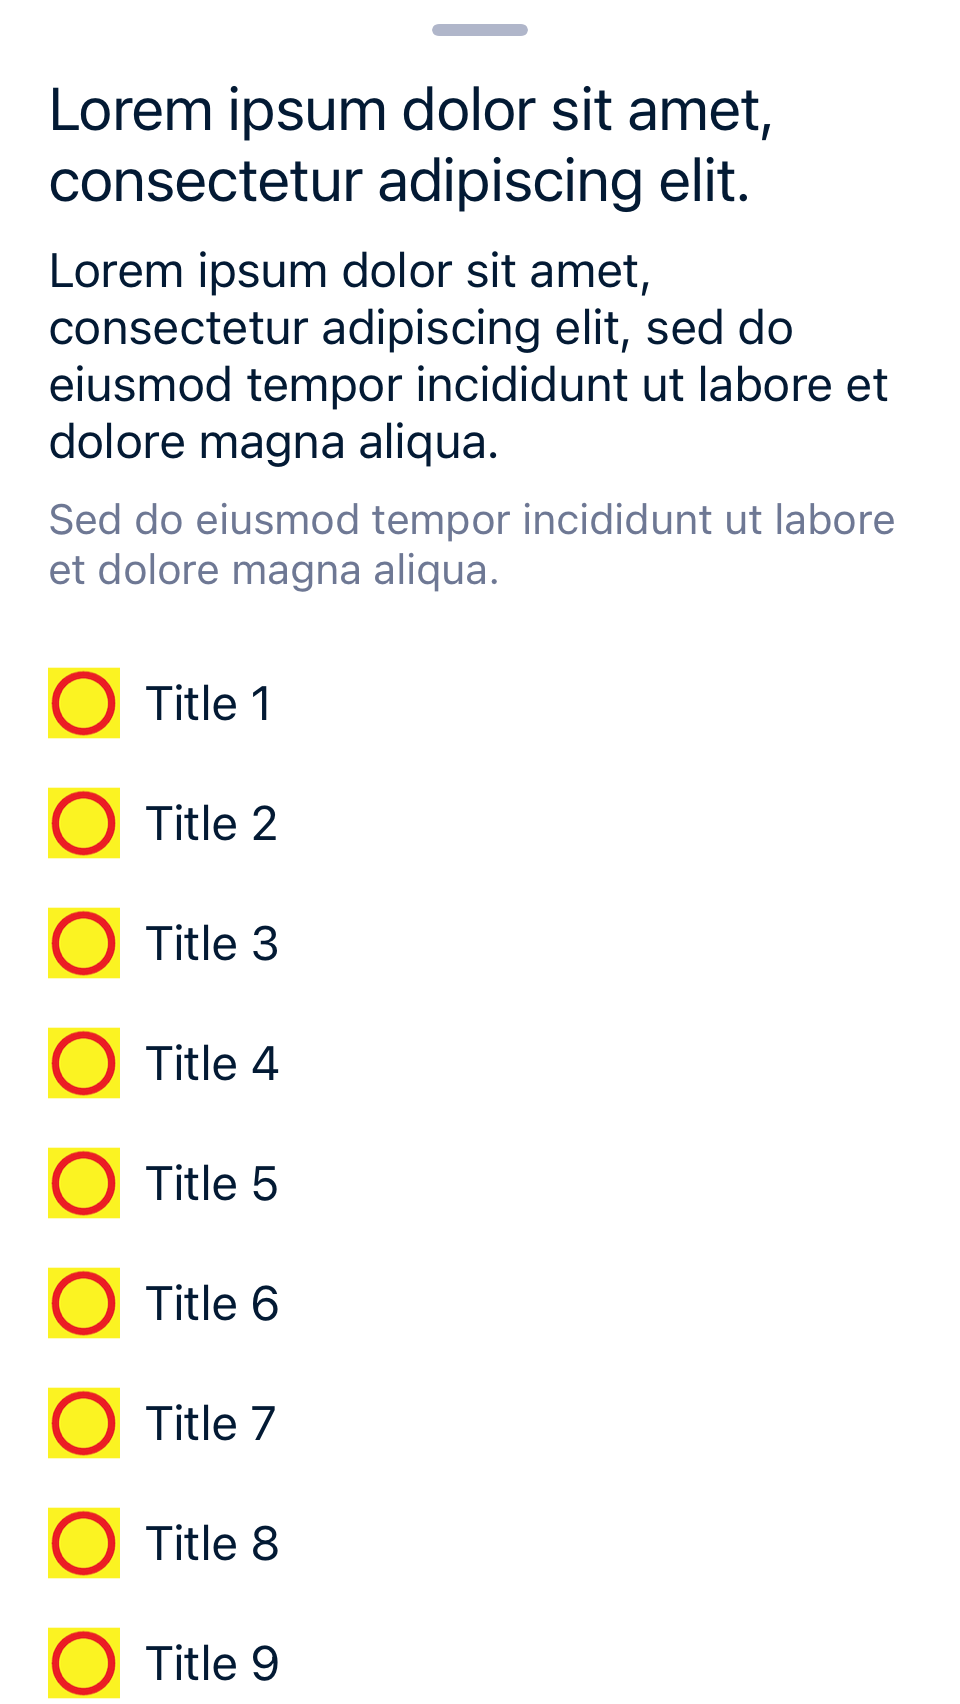 Lorem ipsum dolor sit amet,
consectetur adipiscing elit.
Lorem ipsum dolor sit amet,
consectetur adipiscing elit, sed do
eiusmod tempor incididunt ut labore et
dolore magna aliqua.
Sed do eiusmod tempor incididunt ut labore
et dolore magna aliqua.
Title 1
Title 2
Title 3
Title 4
Title 5
Title 6
Title 7
Title 8
Title 9